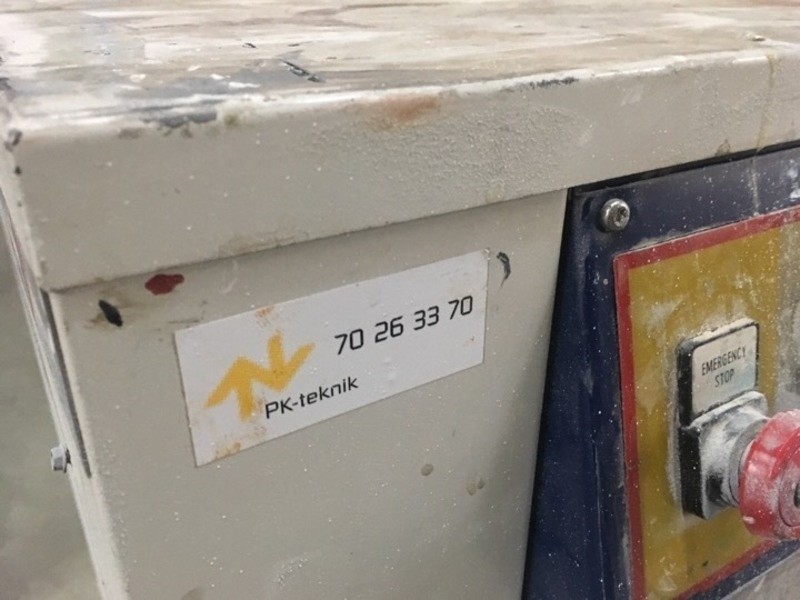 70 26 33 70
PK-teknik
EMERGENCY
STOP